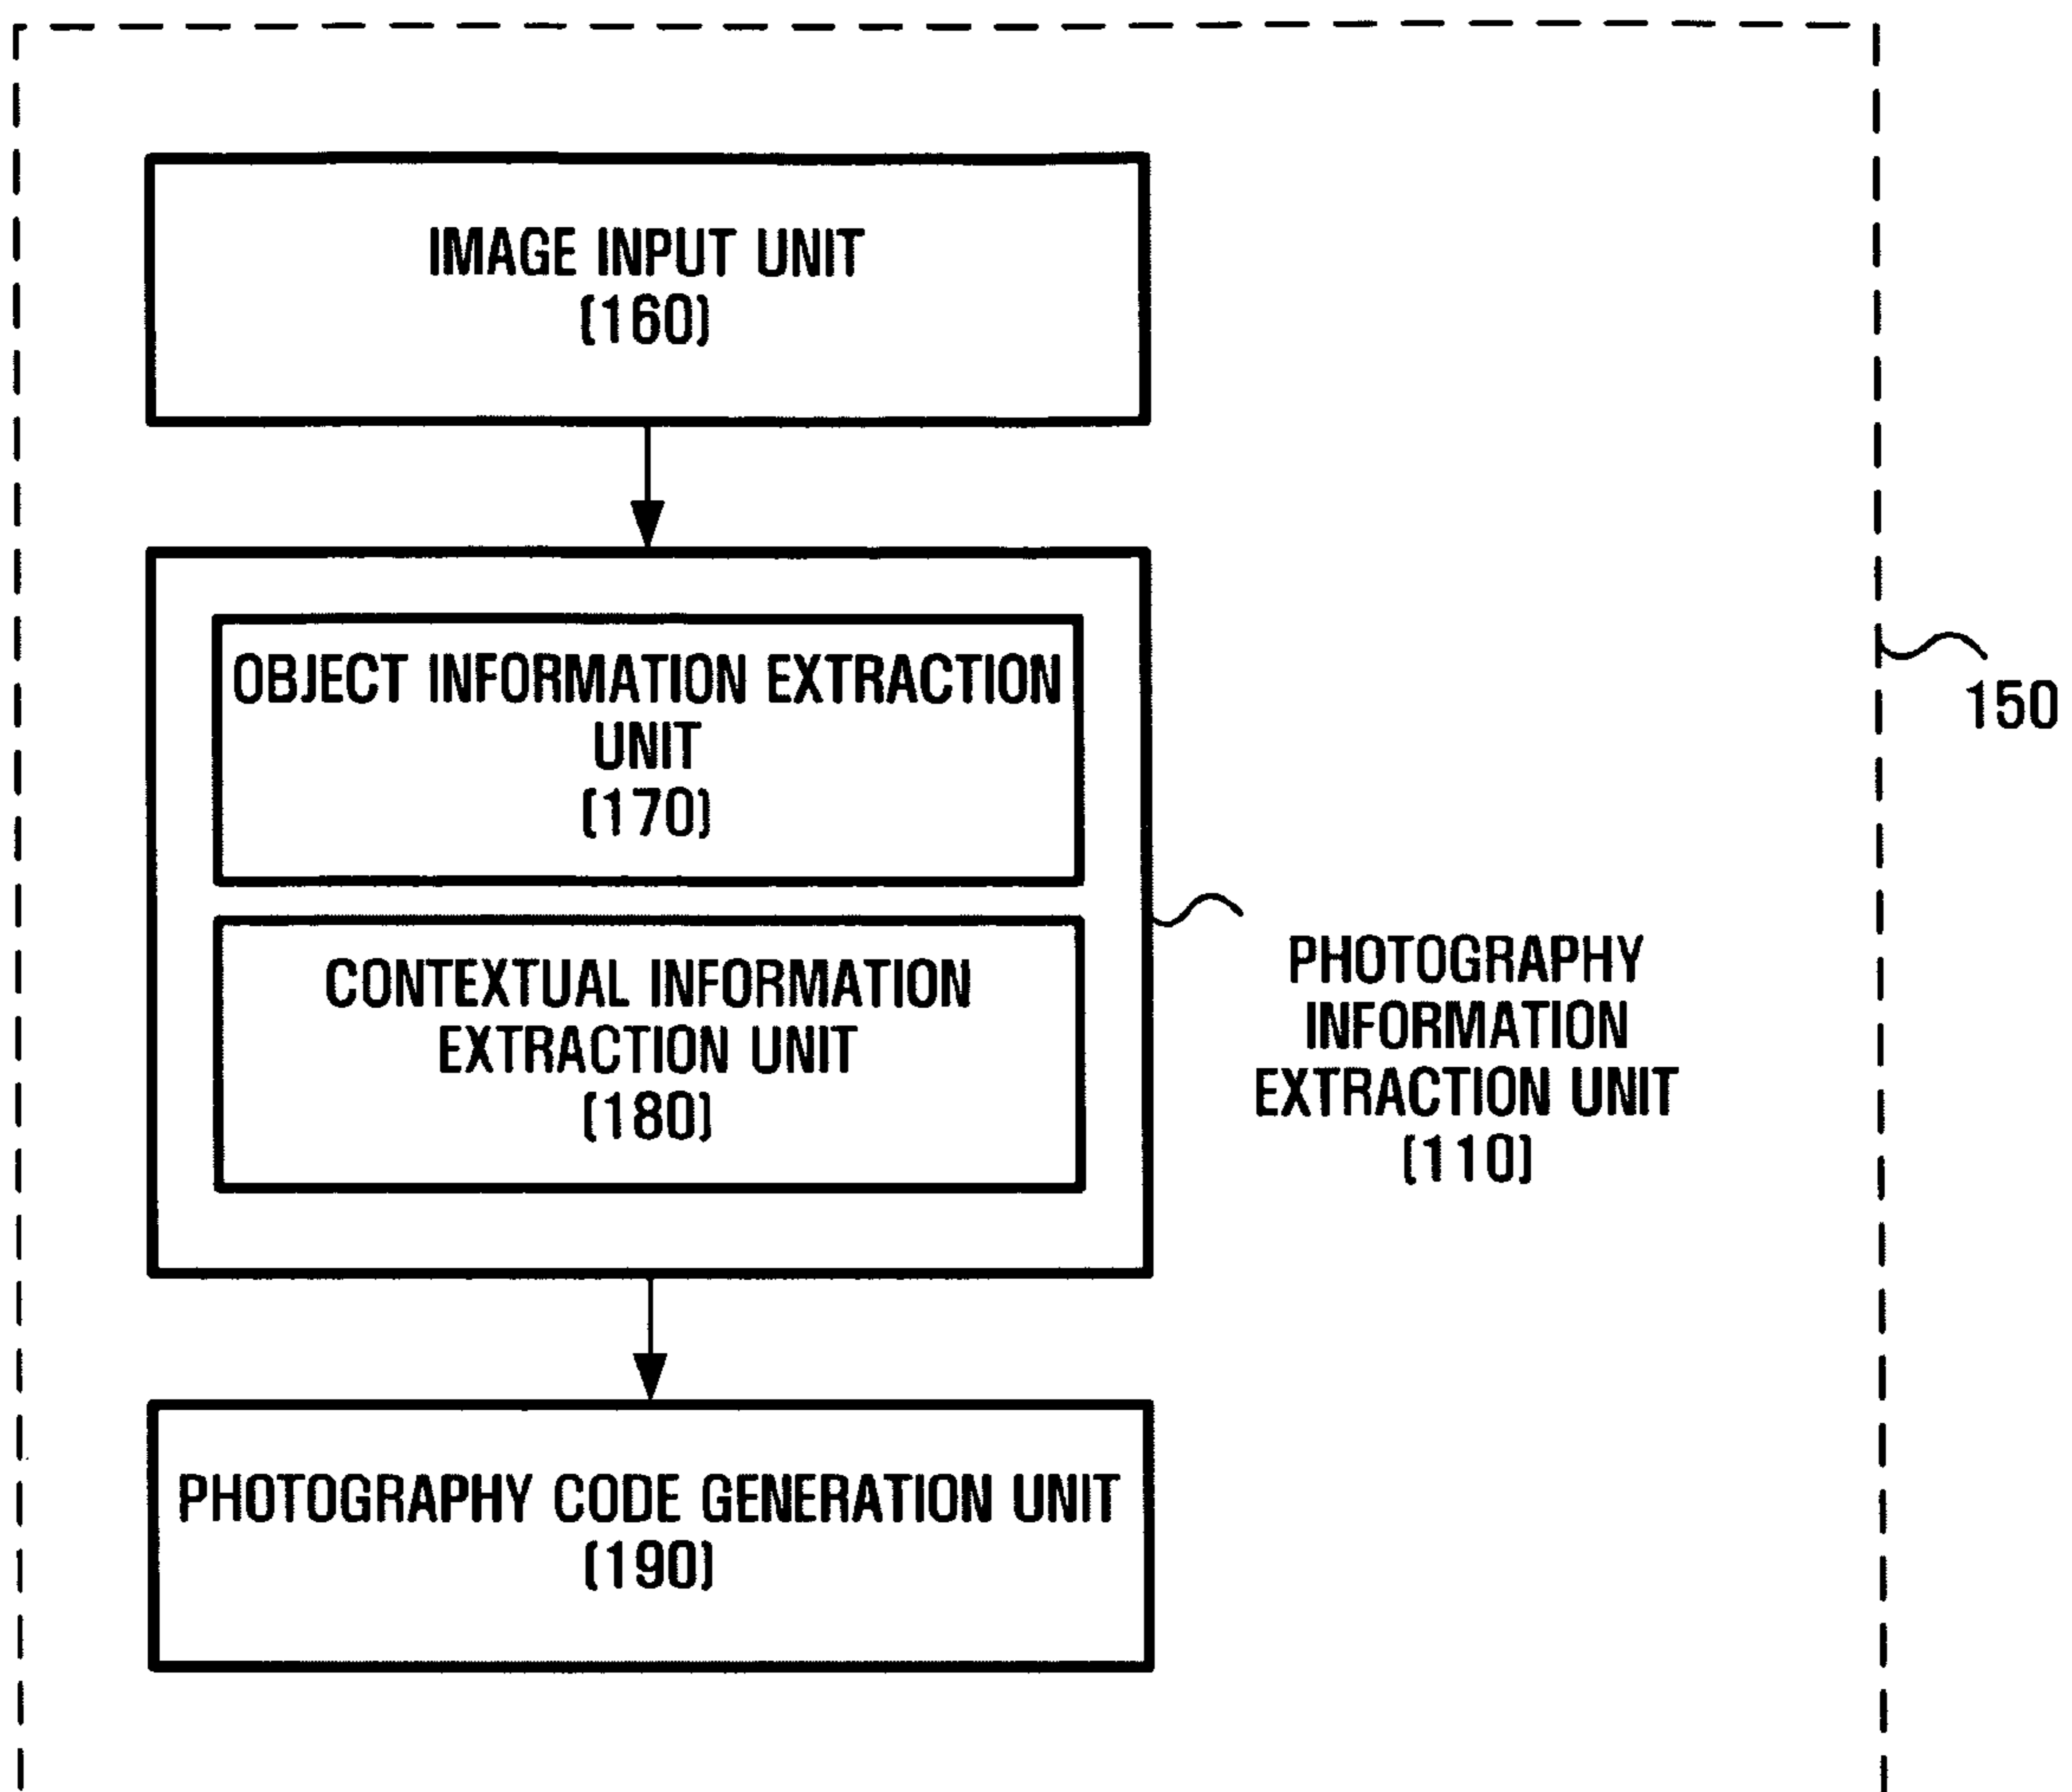 IMAGE INPUT UNIT
(160)
OBJECT INFORMATION EXTRACTION
UNIT
(170)
150
CONTEXTUAL INFORMATION
EXTRACTION UNIT
(180)
PHOTOGRAPHY
INFORMATION
EXTRACTION UNIT
(110)
PHOTOGRAPHY CODE GENERATION UNIT
(190)